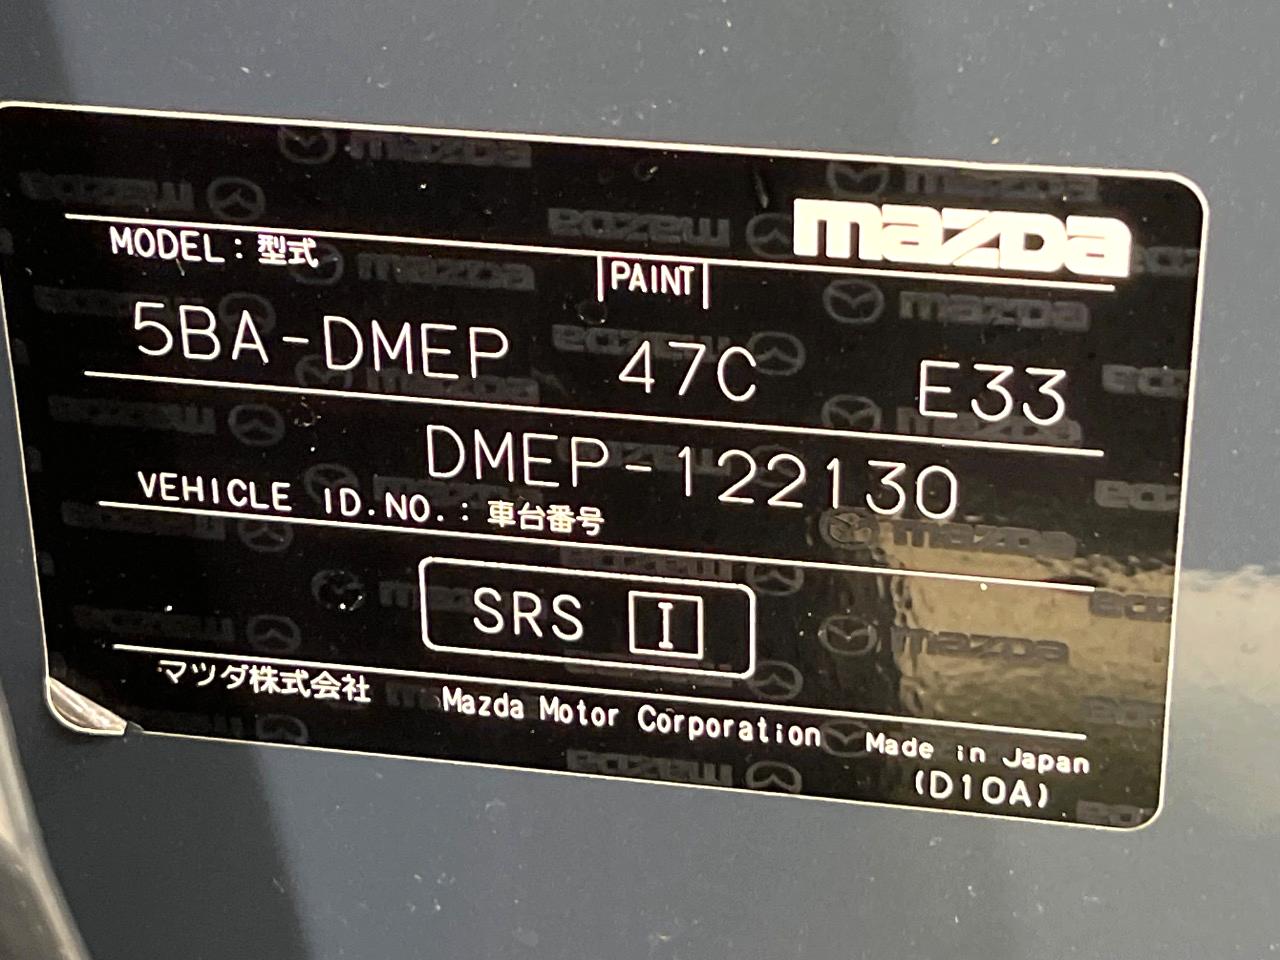 mazda
MODEL : 型式
PAINT
5BA-DMEP 47C E33
DMEP-122130
VEHICLE ID.NO. : 車台番号
SRS I
マツダ株式会社 Mazda Motor Corporation Made in Japan
(D10A)